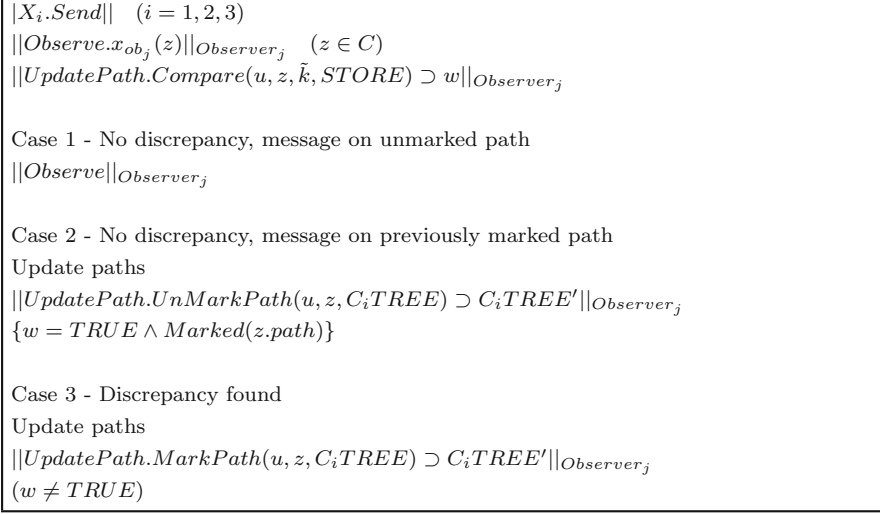 |X_i.Send|| (i = 1, 2, 3)
||Observe.x_{ob_j}(z)||_{Observer_j} (z ∈ C)
||UpdatePath.Compare(u, z, k̃, STORE) ⊃ w||_{Observer_j}
Case 1 - No discrepancy, message on unmarked path
||Observe||_{Observer_j}
Case 2 - No discrepancy, message on previously marked path
Update paths
||UpdatePath.UnMarkPath(u, z, C_iTREE) ⊃ C_iTREE′||_{Observer_j}
{w = TRUE ∧ Marked(z.path)}
Case 3 - Discrepancy found
Update paths
||UpdatePath.MarkPath(u, z, C_iTREE) ⊃ C_iTREE′||_{Observer_j}
(w ≠ TRUE)